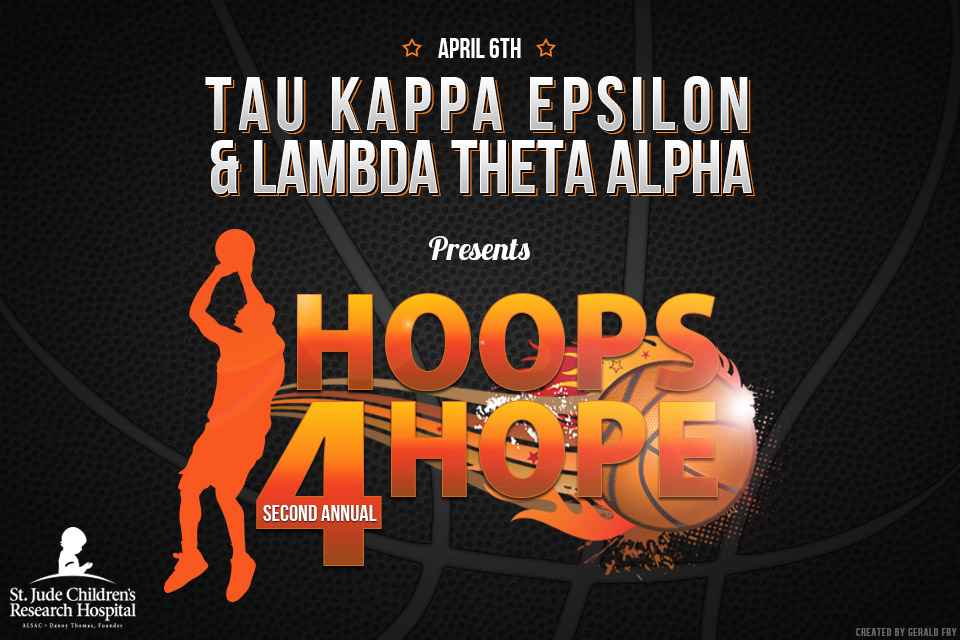 APRIL 6TH
TAU KAPPA EPSILON
& LAMBDA THETA ALPHA
Presents
HOOPS
4 HOPE
SECOND ANNUAL
St. Jude Children's
Research Hospital
ALSAC • Danny Thomas, Founder
CREATED BY GERALD FRY